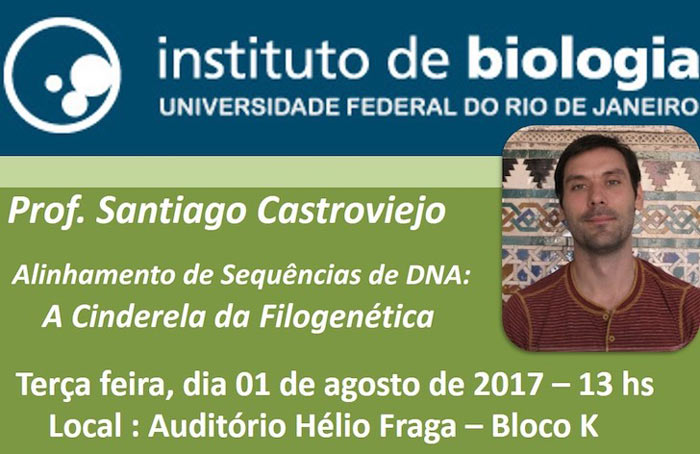 instituto de biologia
UNIVERSIDADE FEDERAL DO RIO DE JANEIRO
Prof. Santiago Castroviejo
Alinhamento de Sequências de DNA:
A Cinderela da Filogenética
Terça feira, dia 01 de agosto de 2017 – 13 hs
Local : Auditório Hélio Fraga – Bloco K